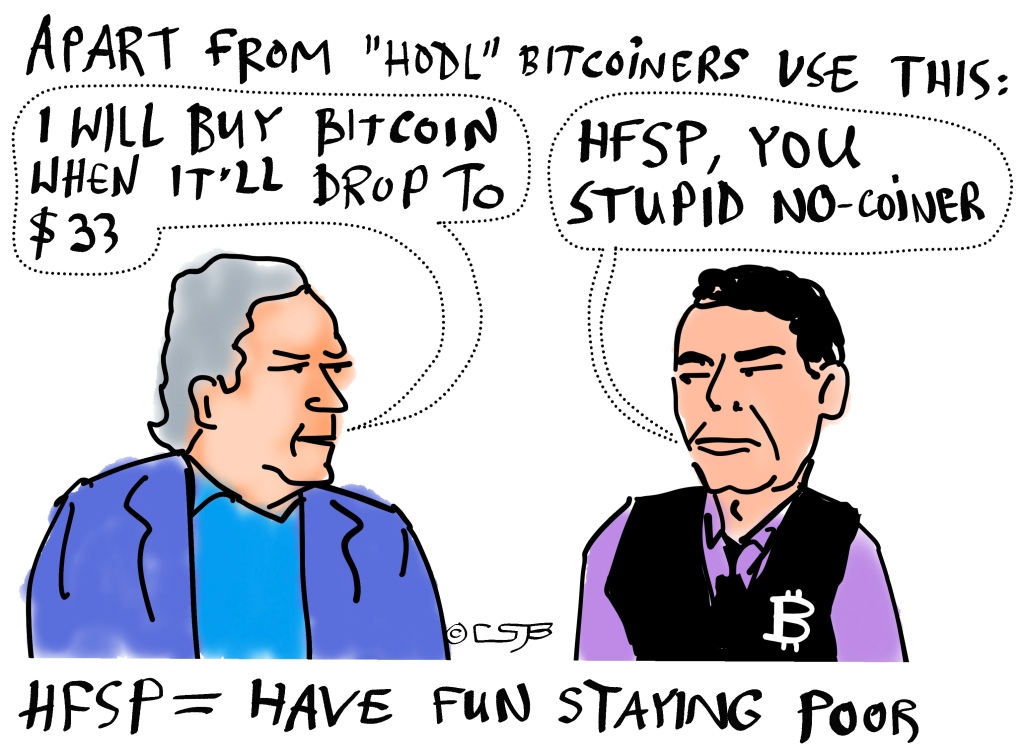 APART FROM "HODL" BITCOINERS USE THIS:
I WILL BUY BITCOIN
WHEN IT'LL DROP TO
$33
HFSP, YOU
STUPID NO-COINER
© CSJB
HFSP = HAVE FUN STAYING POOR